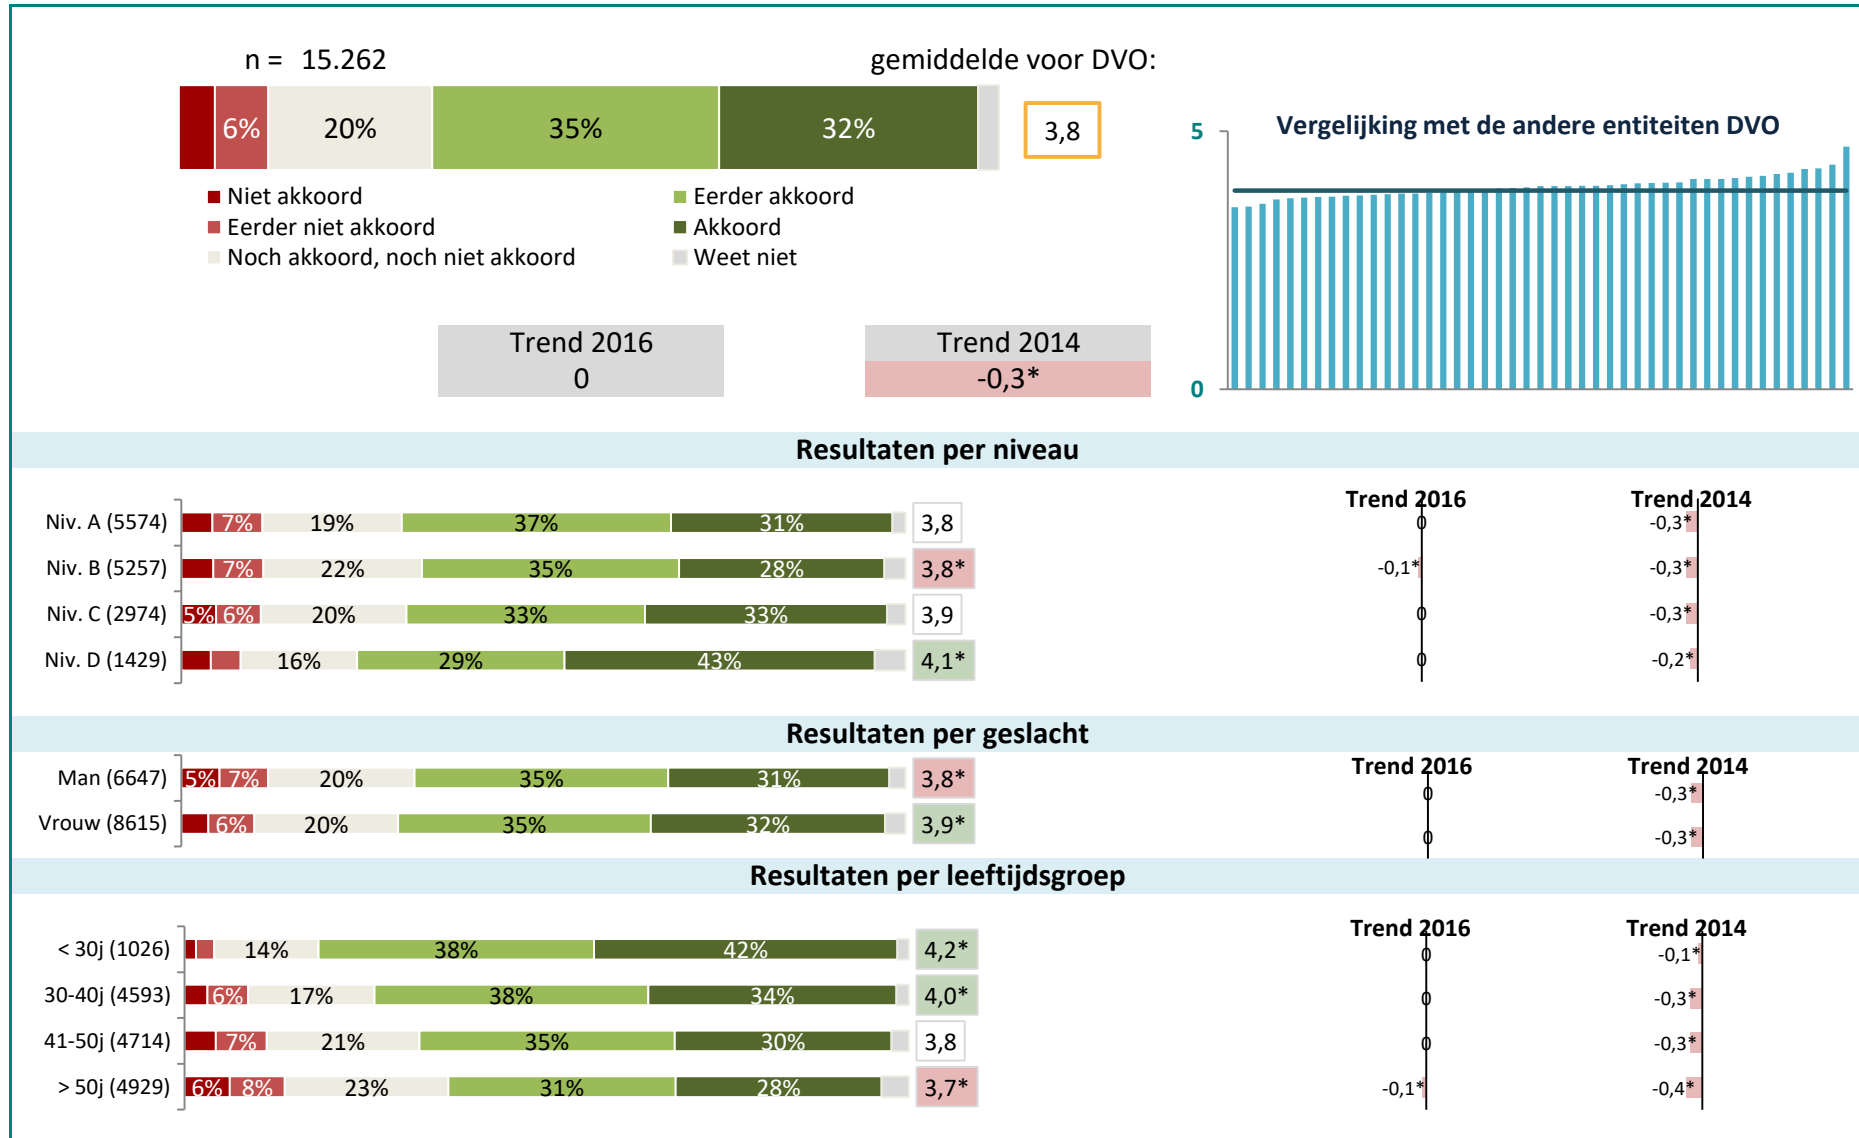 n = 15.262
gemiddelde voor DVO:
6% 20% 35% 32% 3,8
Niet akkoord
Eerder akkoord
Eerder niet akkoord
Akkoord
Noch akkoord, noch niet akkoord
Weet niet
Vergelijking met de andere entiteiten DVO
5
0
Trend 2016
0
Trend 2014
-0,3*
Resultaten per niveau
Trend 2016 Trend 2014
Niv. A (5574) 7% 19% 37% 31% 3,8 0 -0,3*
Niv. B (5257) 7% 22% 35% 28% 3,8* -0,1* -0,3*
Niv. C (2974) 5% 6% 20% 33% 33% 3,9 0 -0,3*
Niv. D (1429) 16% 29% 43% 4,1* 0 -0,2*
Resultaten per geslacht
Trend 2016 Trend 2014
Man (6647) 5% 7% 20% 35% 31% 3,8* 0 -0,3*
Vrouw (8615) 6% 20% 35% 32% 3,9* 0 -0,3*
Resultaten per leeftijdsgroep
Trend 2016 Trend 2014
< 30j (1026) 14% 38% 42% 4,2* 0 -0,1*
30-40j (4593) 6% 17% 38% 34% 4,0* 0 -0,3*
41-50j (4714) 7% 21% 35% 30% 3,8 0 -0,3*
> 50j (4929) 6% 8% 23% 31% 28% 3,7* -0,1* -0,4*